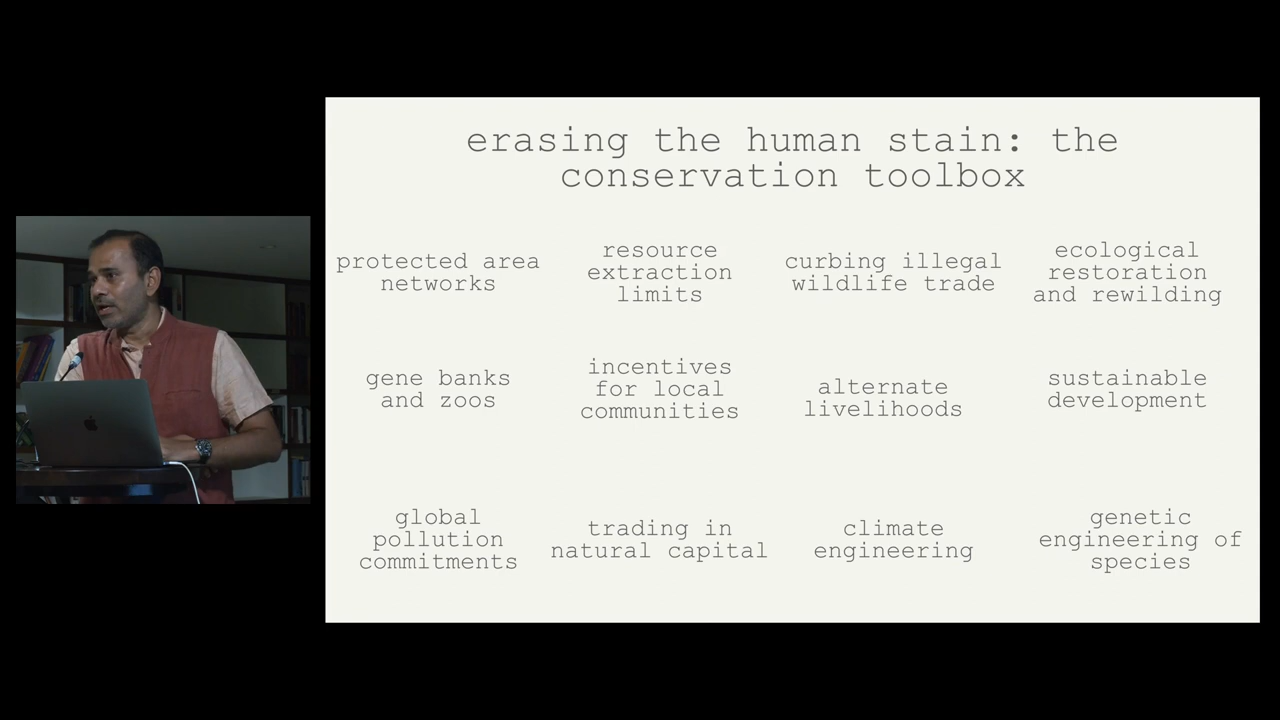 erasing the human stain: the
conservation toolbox
protected area
networks
resource
extraction
limits
curbing illegal
wildlife trade
ecological
restoration
and rewilding
gene banks
and zoos
incentives
for local
communities
alternate
livelihoods
sustainable
development
global
pollution
commitments
trading in
natural capital
climate
engineering
genetic
engineering of
species